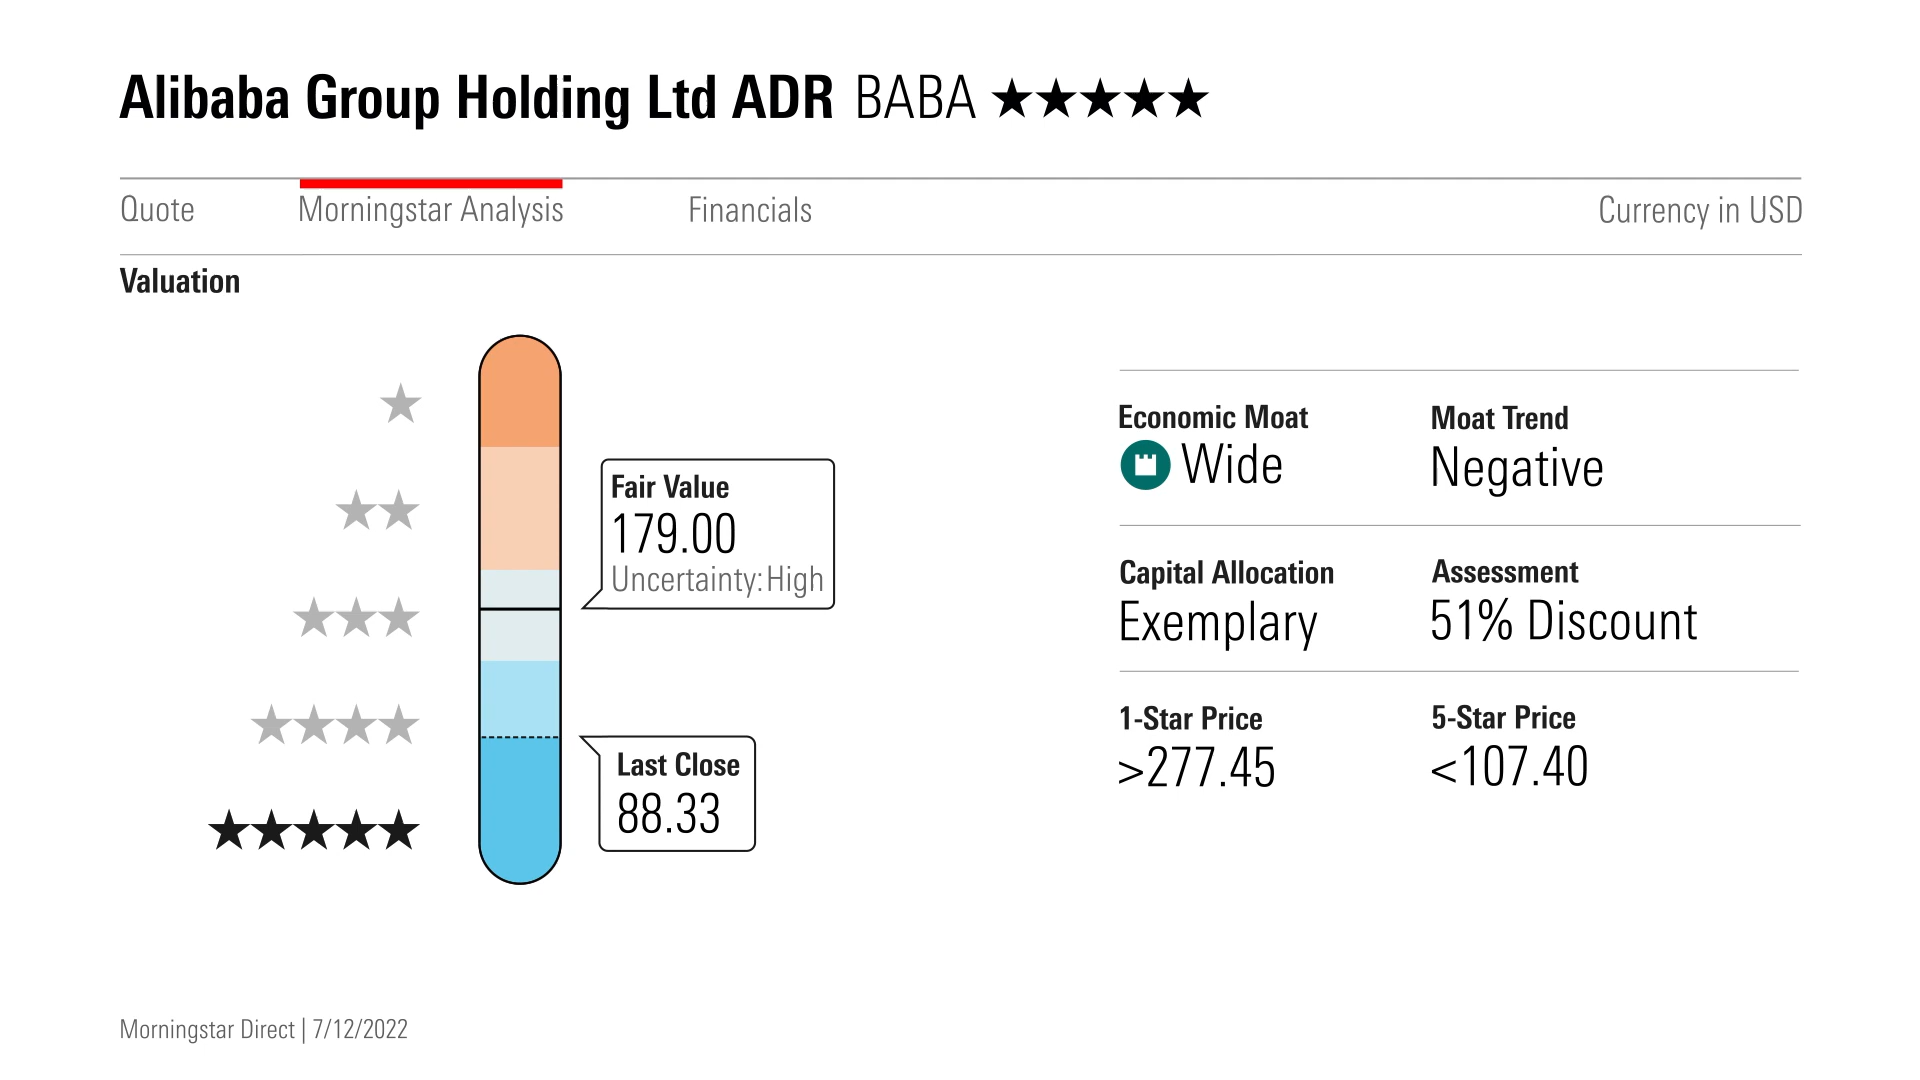 Alibaba Group Holding Ltd ADR BABA ★★★★★
Quote Morningstar Analysis Financials Currency in USD
Valuation
Fair Value
179.00
Uncertainty: High
Last Close
88.33
Economic Moat Moat Trend
Wide Negative
Capital Allocation Assessment
Exemplary 51% Discount
1-Star Price 5-Star Price
>277.45 <107.40
Morningstar Direct | 7/12/2022